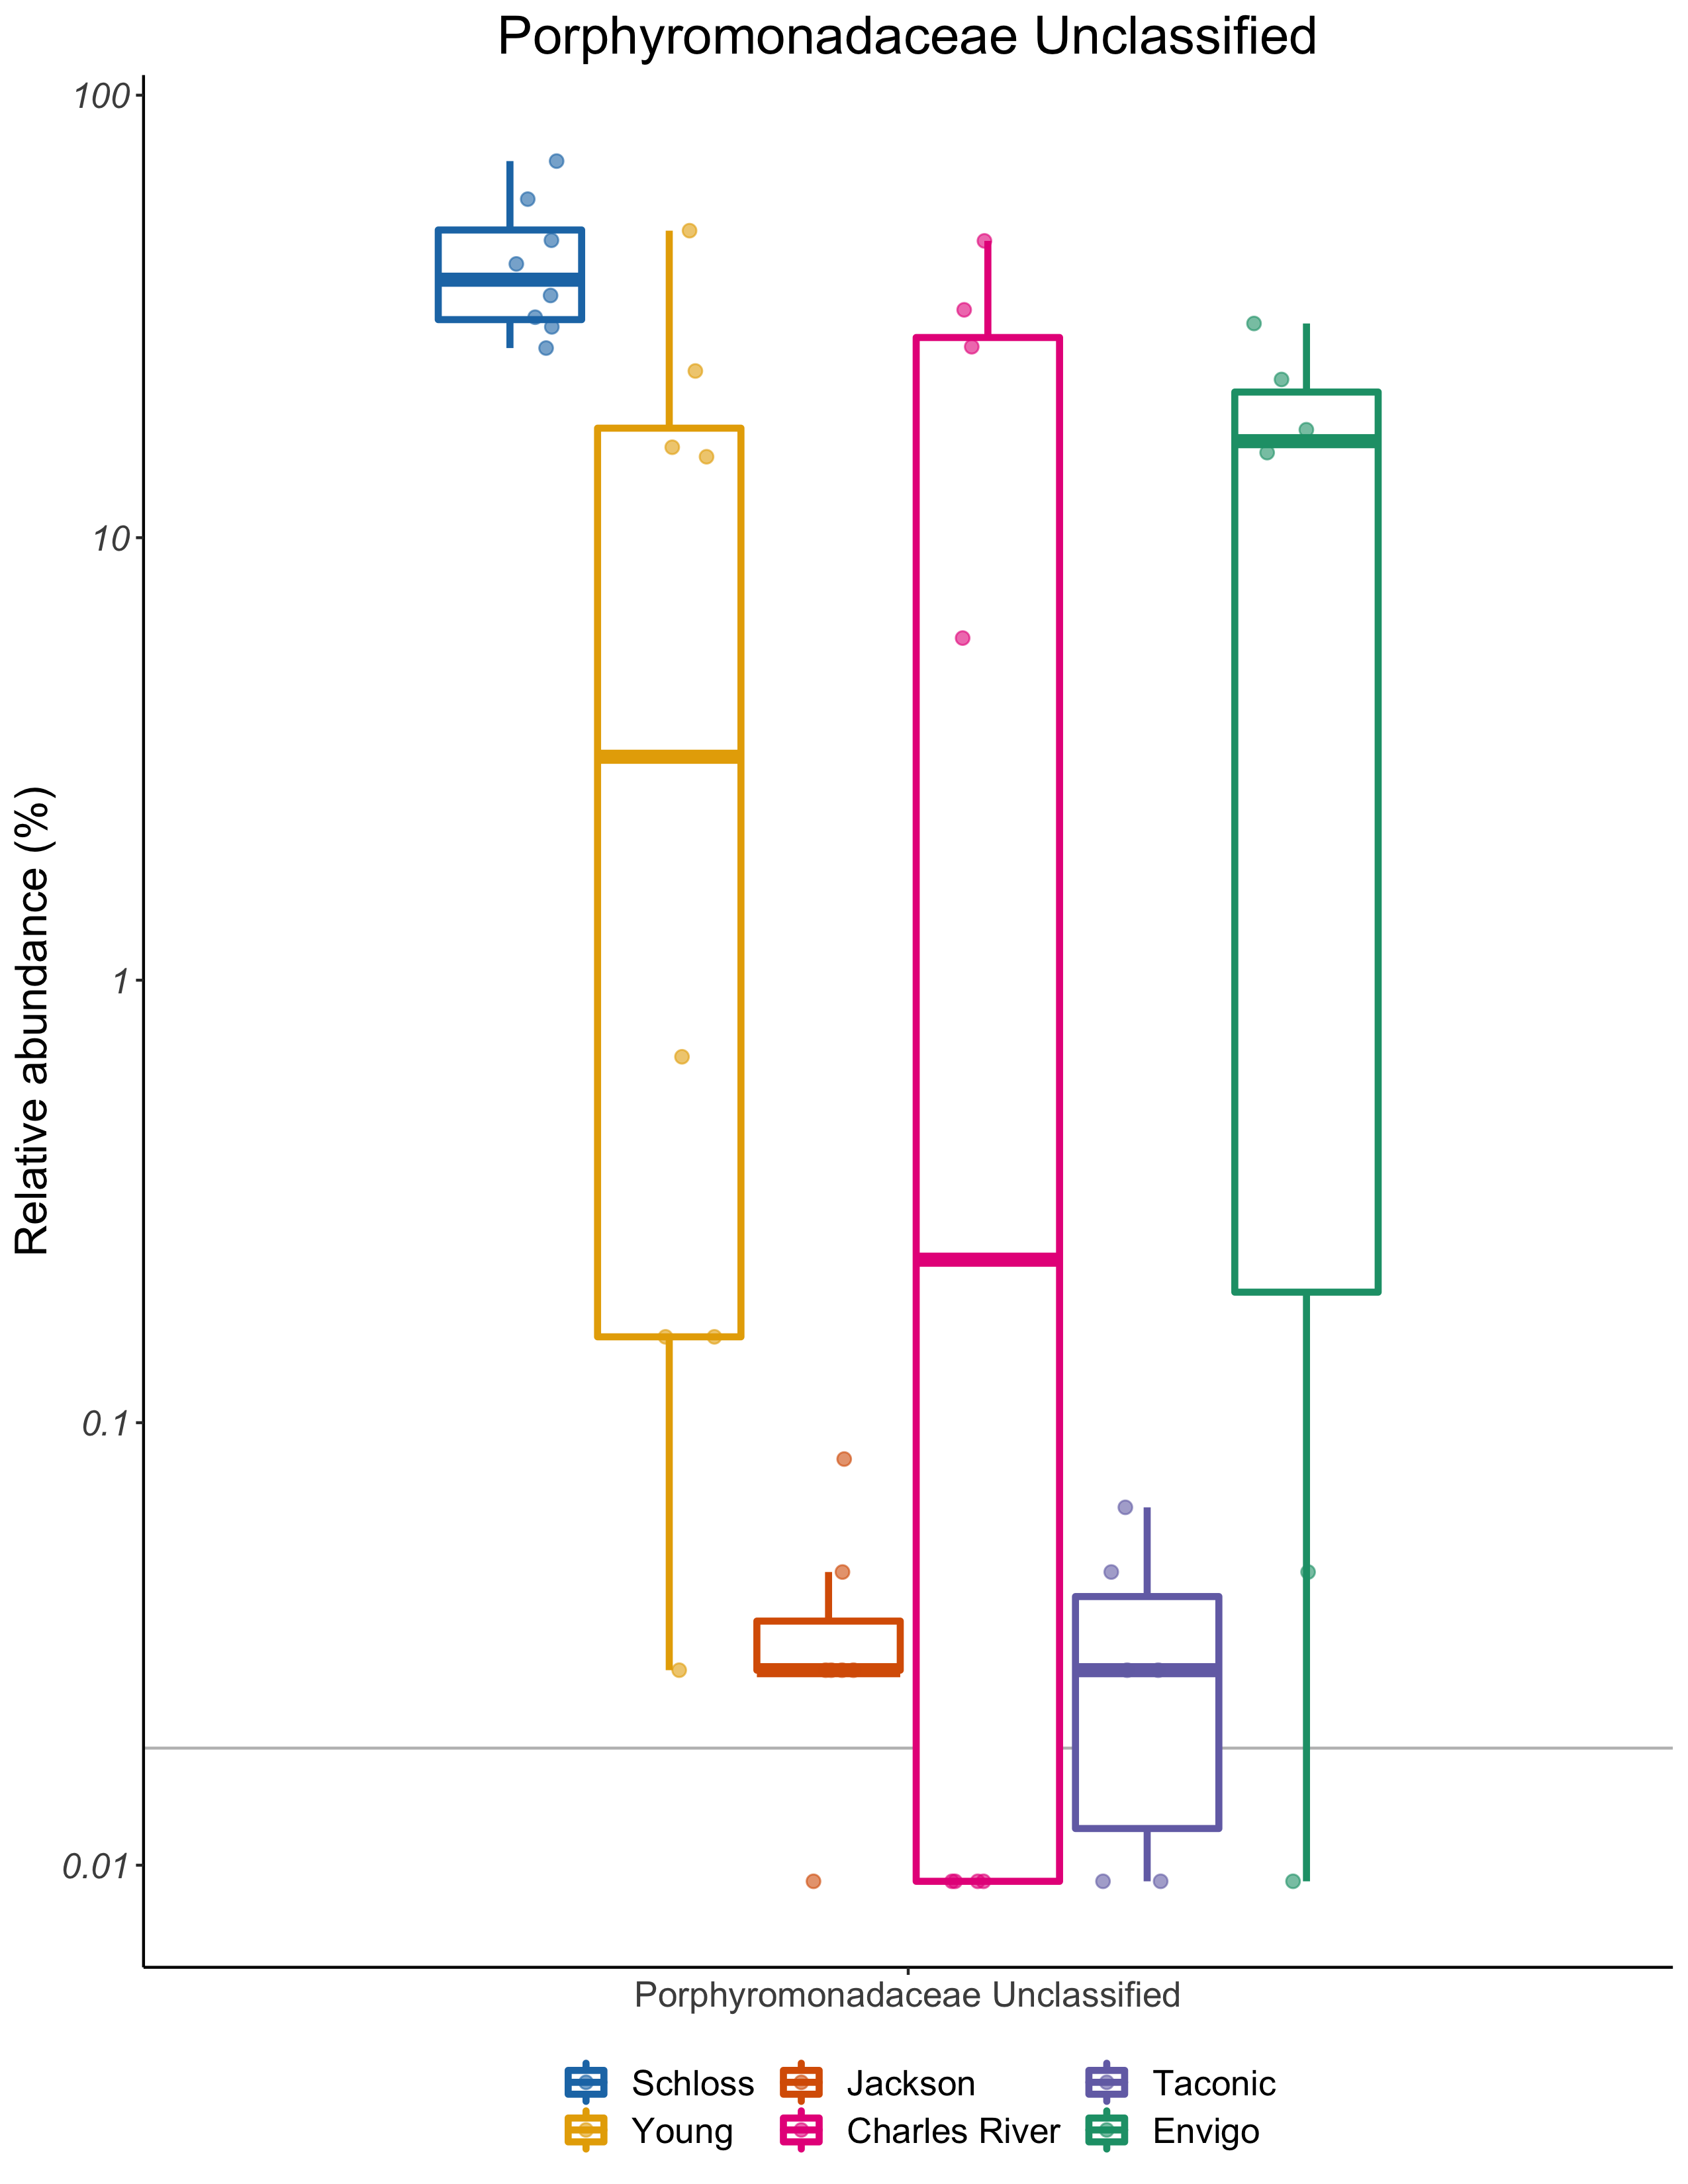 Porphyromonadaceae Unclassified
100
10
1
0.1
0.01
Relative abundance (%)
Porphyromonadaceae Unclassified
Schloss Jackson Taconic
Young Charles River Envigo